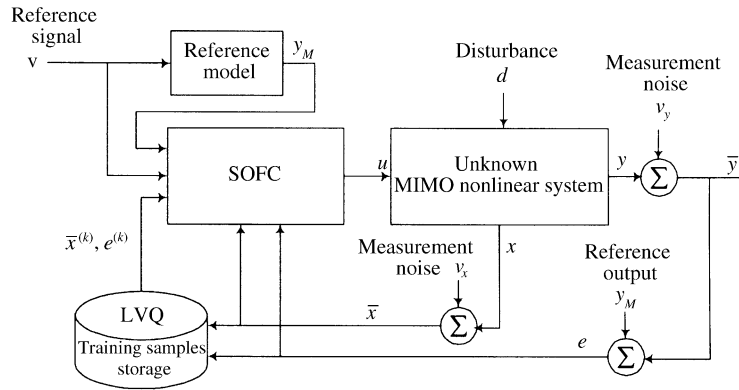 Reference
signal
v
Reference
model
y_M
Disturbance
d
Measurement
noise
v_y
SOFC
u
Unknown
MIMO nonlinear system
y
Σ
y̅
x̅^(k), e^(k)
Measurement
noise v_x
x
Reference
output
y_M
LVQ
Training samples
storage
x̅
Σ
e
Σ